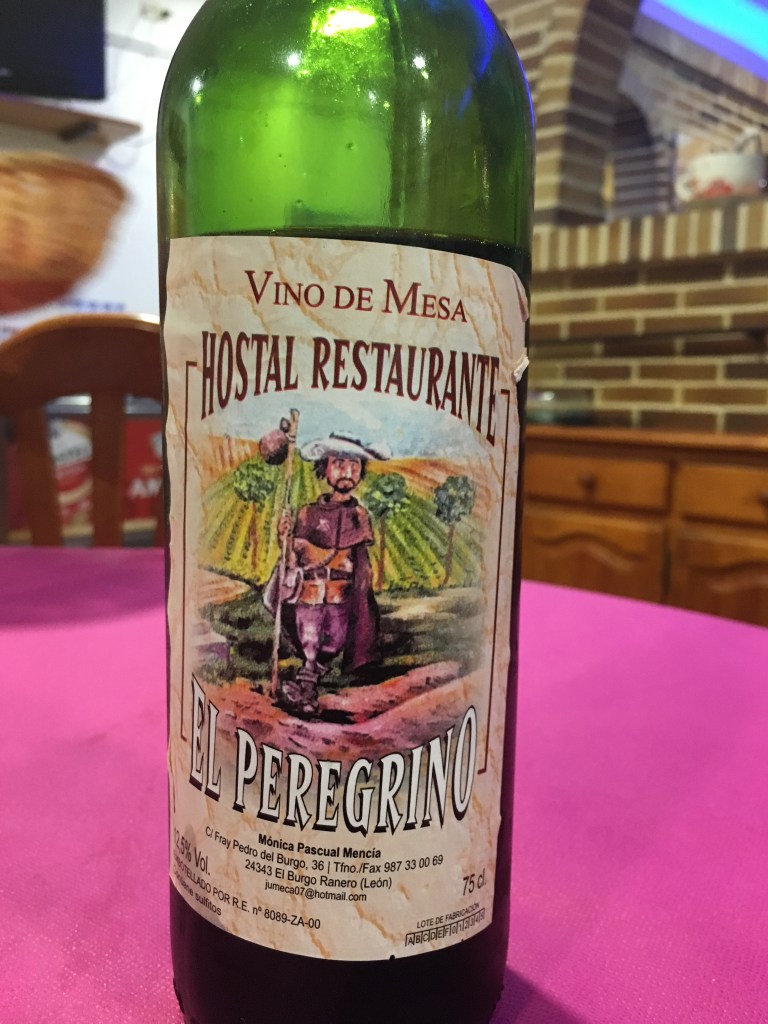 VINO DE MESA
HOSTAL RESTAURANTE
EL PEREGRINO
Mónica Pascual Mencía
C/ Fray Pedro del Burgo, 36 | Tfno./Fax 987 33 00 69
24343 El Burgo Ranero (León)
jumeca07@hotmail.com
12,5% Vol.
EMBOTELLADO POR R.E. nº 8089-ZA-00
Contiene sulfitos
75 cl.
LOTE DE FABRICACIÓN